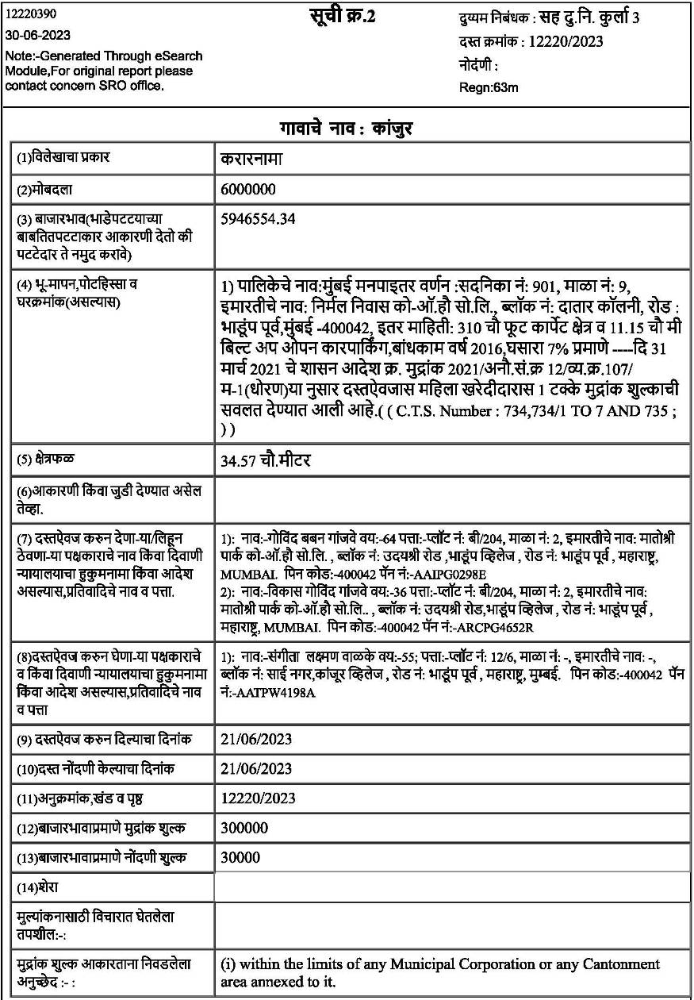 12220390
30-06-2023
Note:-Generated Through eSearch
Module,For original report please
contact concern SRO office.
सूची क्र.2
दुय्यम निबंधक : सह दु.नि. कुर्ला 3
दस्त क्रमांक : 12220/2023
नोदंणी :
Regn:63m
गावाचे नाव : कांजुर
(1)विलेखाचा प्रकार
करारनामा
(2)मोबदला
6000000
(3) बाजारभाव(भाडेपटटयाच्या
बाबतितपटटाकार आकारणी देतो की
पटटेदार ते नमुद करावे)
5946554.34
(4) भू-मापन,पोटहिस्सा व
घरक्रमांक(असल्यास)
1) पालिकेचे नाव:मुंबई मनपाइतर वर्णन :सदनिका नं: 901, माळा नं: 9,
इमारतीचे नाव: निर्मल निवास को-ऑ.हौ सो.लि., ब्लॉक नं: दातार कॉलनी, रोड :
भाडूंप पूर्व,मुंबई -400042, इतर माहिती: 310 चौ फूट कार्पेट क्षेत्र व 11.15 चौ मी
बिल्ट अप ओपन कारपार्किंग,बांधकाम वर्ष 2016,घसारा 7% प्रमाणे ----दि 31
मार्च 2021 चे शासन आदेश क्र. मुद्रांक 2021/अनौ.सं.क्र 12/व्य.क्र.107/
म-1(धोरण)या नुसार दस्तऐवजास महिला खरेदीदारास 1 टक्के मुद्रांक शुल्काची
सवलत देण्यात आली आहे.( ( C.T.S. Number : 734,734/1 TO 7 AND 735 ;
) )
(5) क्षेत्रफळ
34.57 चौ.मीटर
(6)आकारणी किंवा जुडी देण्यात असेल
तेव्हा.
(7) दस्तऐवज करुन देणा-या/लिहून
ठेवणा-या पक्षकाराचे नाव किंवा दिवाणी
न्यायालयाचा हुकुमनामा किंवा आदेश
असल्यास,प्रतिवादिचे नाव व पत्ता.
1): नाव:-गोविंद बबन गांजवे वय:-64 पत्ता:-प्लॉट नं: बी/204, माळा नं: 2, इमारतीचे नाव: मातोश्री
पार्क को-ऑ.हौ सो.लि. , ब्लॉक नं: उदयश्री रोड ,भाडूंप व्हिलेज , रोड नं: भाडूंप पूर्व , महाराष्ट्र,
MUMBAI. पिन कोड:-400042 पॅन नं:-AAIPG0298E
2): नाव:-विकास गोविंद गांजवे वय:-36 पत्ता:-प्लॉट नं: बी/204, माळा नं: 2, इमारतीचे नाव:
मातोश्री पार्क को-ऑ.हौ सो.लि.. , ब्लॉक नं: उदयश्री रोड,भाडूंप व्हिलेज , रोड नं: भाडूंप पूर्व ,
महाराष्ट्र, MUMBAI. पिन कोड:-400042 पॅन नं:-ARCPG4652R
(8)दस्तऐवज करुन घेणा-या पक्षकाराचे
व किंवा दिवाणी न्यायालयाचा हुकुमनामा
किंवा आदेश असल्यास,प्रतिवादिचे नाव
व पत्ता
1): नाव:-संगीता लक्ष्मण वाळके वय:-55; पत्ता:-प्लॉट नं: 12/6, माळा नं: -, इमारतीचे नाव: -,
ब्लॉक नं: साई नगर,कांजूर व्हिलेज , रोड नं: भाडूंप पूर्व , महाराष्ट्र, मुम्बई. पिन कोड:-400042 पॅन
नं:-AATPW4198A
(9) दस्तऐवज करुन दिल्याचा दिनांक
21/06/2023
(10)दस्त नोंदणी केल्याचा दिनांक
21/06/2023
(11)अनुक्रमांक,खंड व पृष्ठ
12220/2023
(12)बाजारभावाप्रमाणे मुद्रांक शुल्क
300000
(13)बाजारभावाप्रमाणे नोंदणी शुल्क
30000
(14)शेरा
मुल्यांकनासाठी विचारात घेतलेला
तपशील:-:
मुद्रांक शुल्क आकारताना निवडलेला
अनुच्छेद :- :
(i) within the limits of any Municipal Corporation or any Cantonment
area annexed to it.